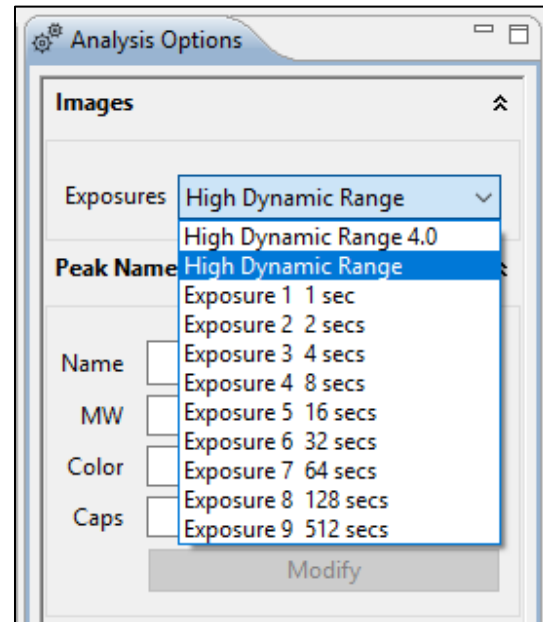 Analysis Options
Images
Exposures High Dynamic Range
High Dynamic Range 4.0
Peak Name High Dynamic Range
Exposure 1 1 sec
Exposure 2 2 secs
Name Exposure 3 4 secs
Exposure 4 8 secs
MW Exposure 5 16 secs
Exposure 6 32 secs
Color Exposure 7 64 secs
Caps Exposure 8 128 secs
Exposure 9 512 secs
Modify